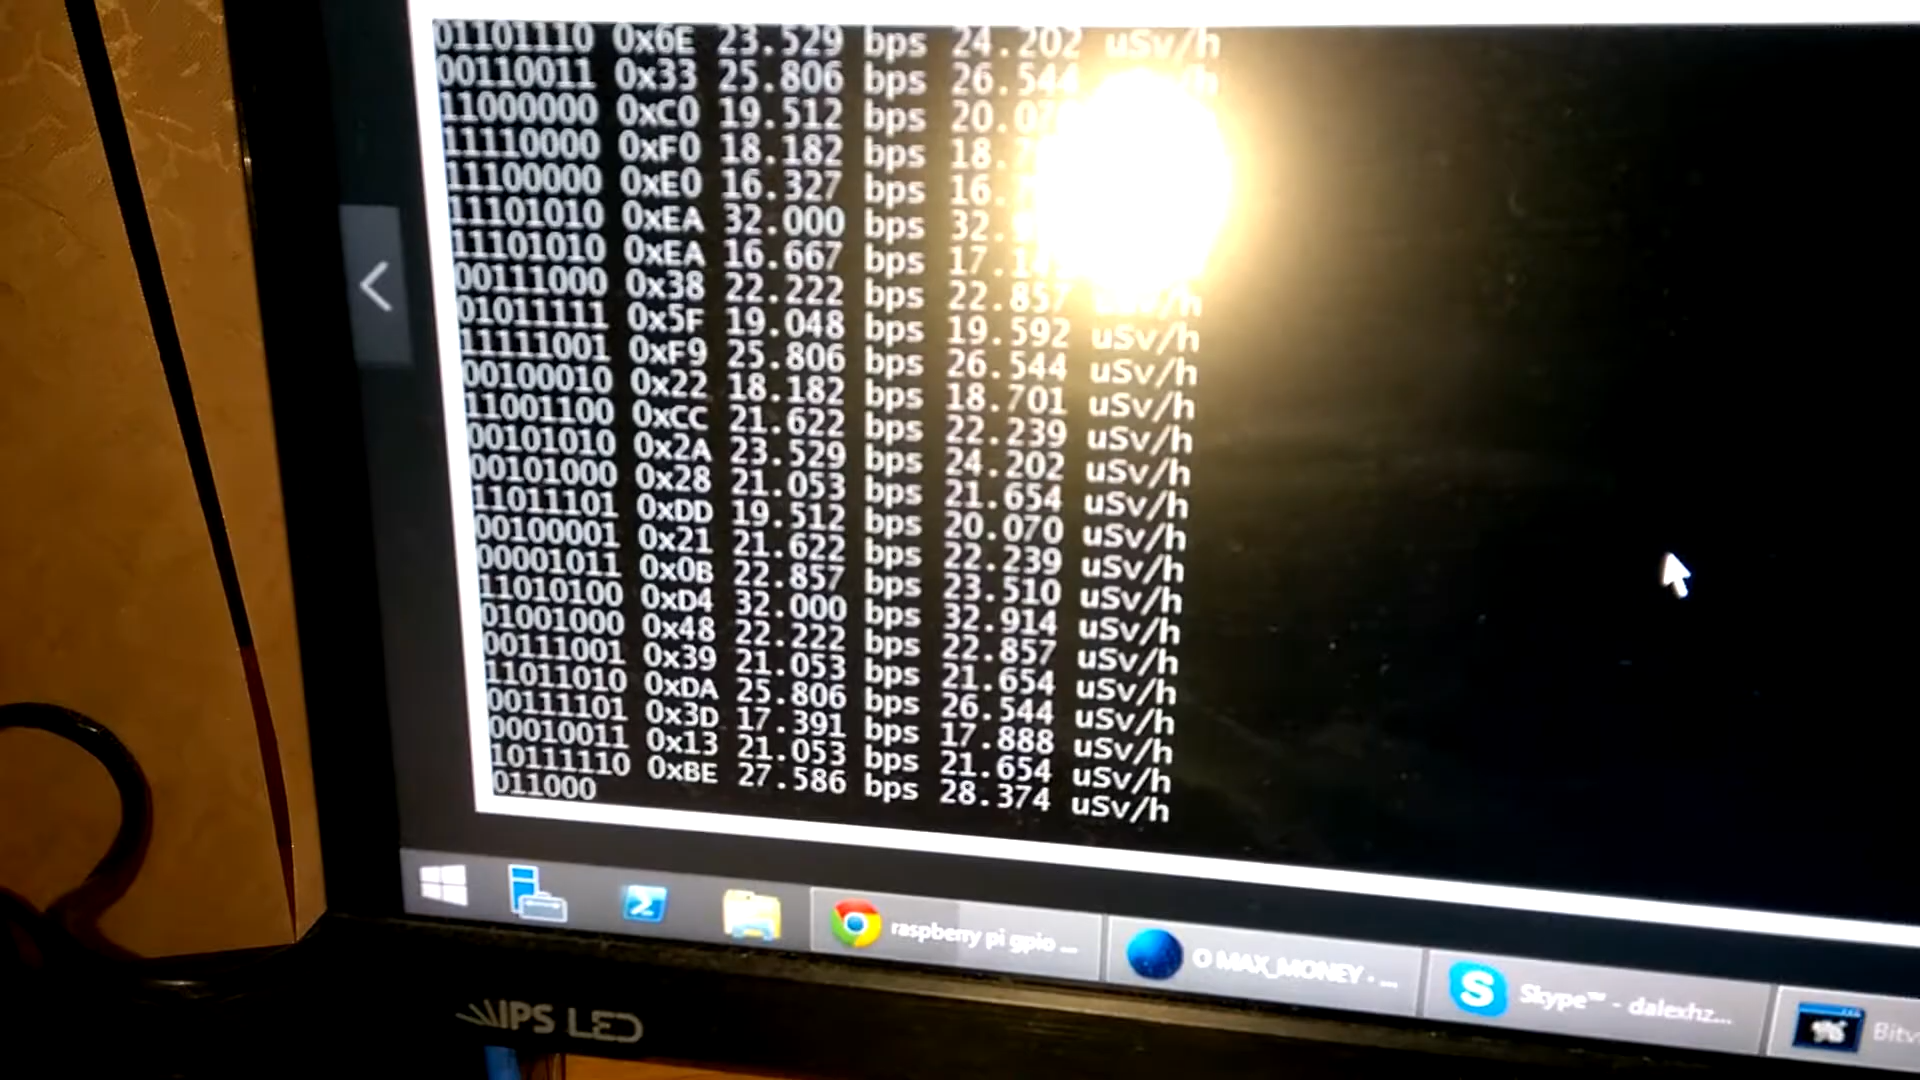 01101110 0x6E 23.529 bps 24.202 uSv/h
00110011 0x33 25.806 bps 26.544
11000000 0xC0 19.512 bps
11110000 0xF0 18.182 bps
11100000 0xE0 16.327 bps
11101010 0xEA 32.000 bps
11101010 0xEA 16.667 bps
00111000 0x38 22.222 bps 22.857 uSv/h
01011111 0x5F 19.048 bps 19.592 uSv/h
11111001 0xF9 25.806 bps 26.544 uSv/h
00100010 0x22 18.182 bps 18.701 uSv/h
11001100 0xCC 21.622 bps 22.239 uSv/h
00101010 0x2A 23.529 bps 24.202 uSv/h
00101000 0x28 21.053 bps 21.654 uSv/h
11011101 0xDD 19.512 bps 20.070 uSv/h
00100001 0x21 21.622 bps 22.239 uSv/h
00001011 0x0B 22.857 bps 23.510 uSv/h
11010100 0xD4 32.000 bps 32.914 uSv/h
01001000 0x48 22.222 bps 22.857 uSv/h
00111001 0x39 21.053 bps 21.654 uSv/h
11011010 0xDA 25.806 bps 26.544 uSv/h
00111101 0x3D 17.391 bps 17.888 uSv/h
00010011 0x13 21.053 bps 21.654 uSv/h
10111110 0xBE 27.586 bps 28.374 uSv/h
011000
raspberry pi gpio ...
O MAX_MONEY - ...
Skype™ - dalexhz...
IPS LED